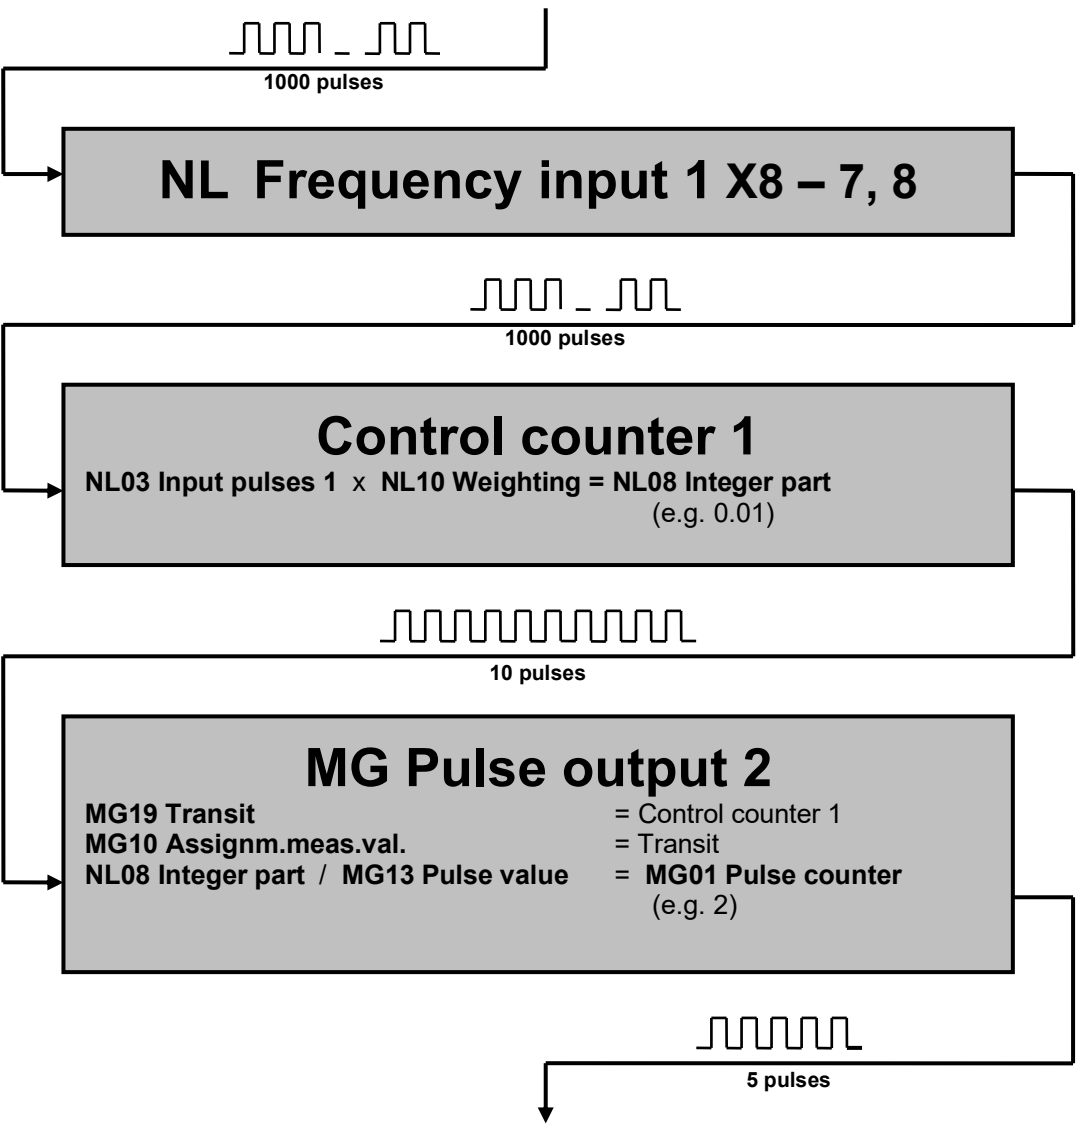 1000 pulses
NL Frequency input 1 X8 – 7, 8
1000 pulses
Control counter 1
NL03 Input pulses 1 x NL10 Weighting = NL08 Integer part
(e.g. 0.01)
10 pulses
MG Pulse output 2
MG19 Transit = Control counter 1
MG10 Assignm.meas.val. = Transit
NL08 Integer part / MG13 Pulse value = MG01 Pulse counter
(e.g. 2)
5 pulses